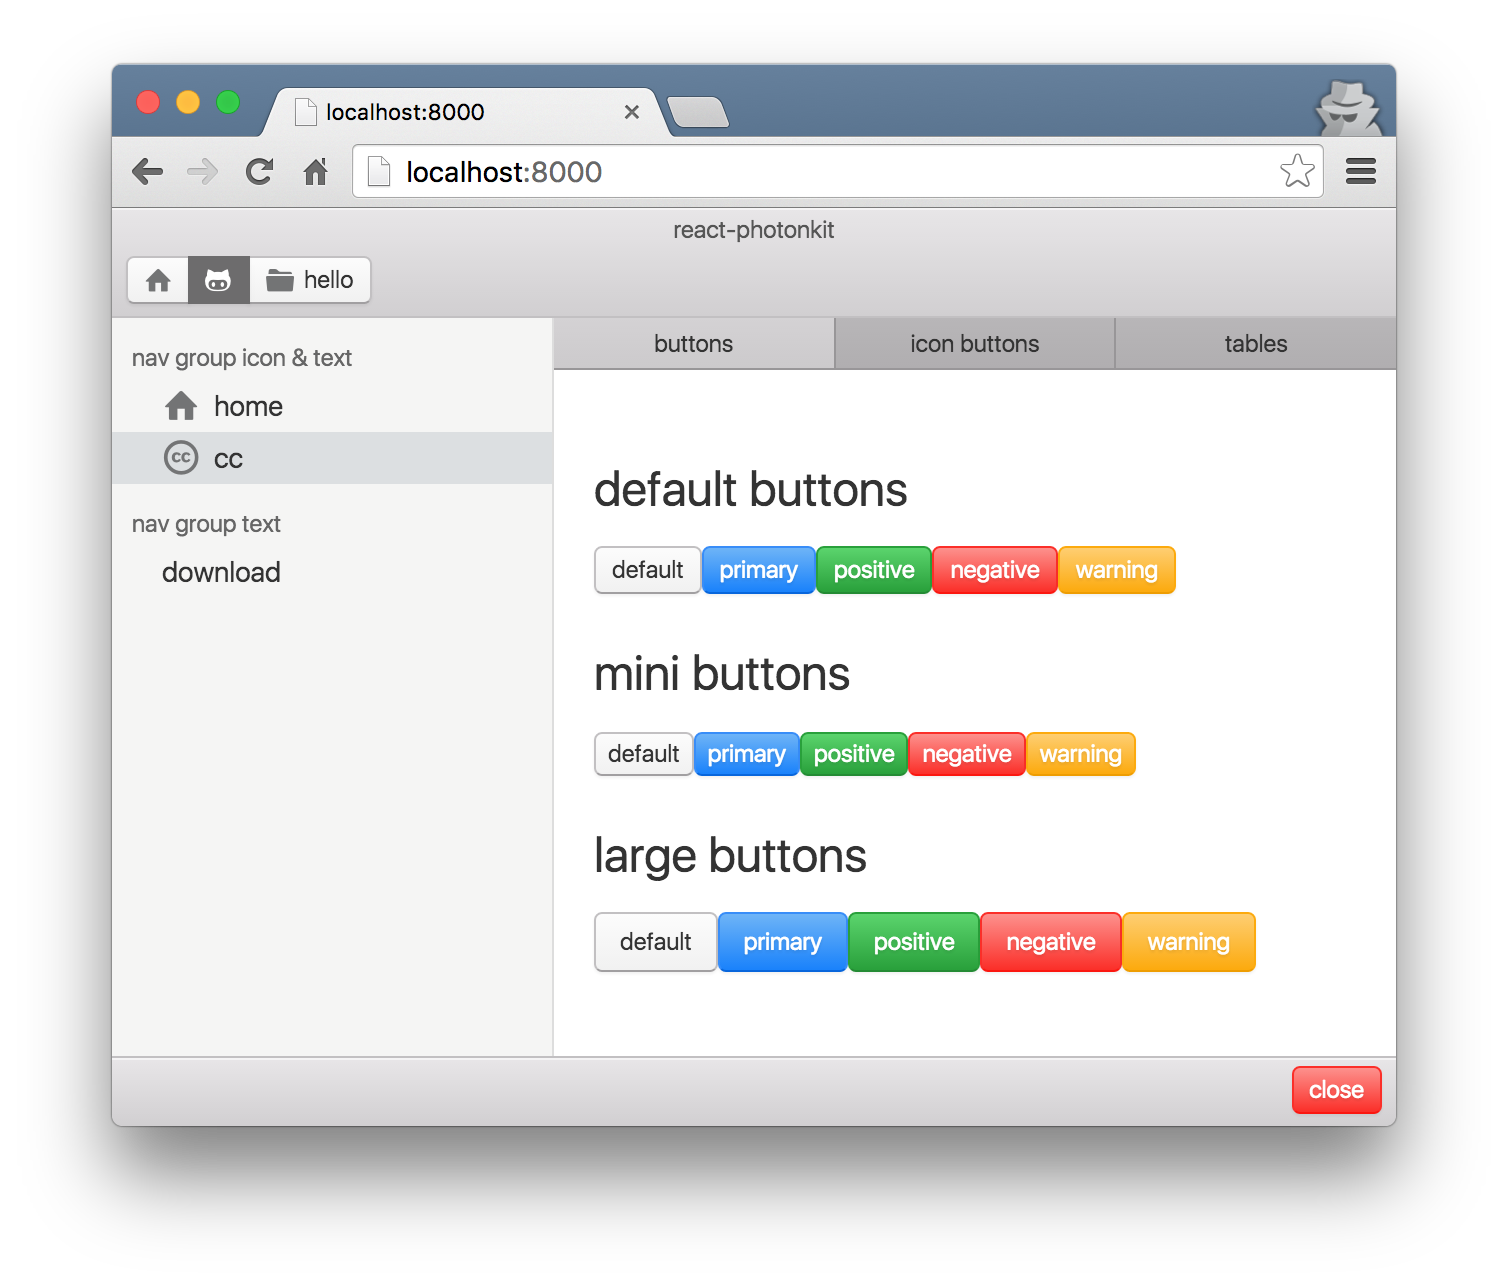 localhost:8000
localhost:8000
react-photonkit
hello
nav group icon & text
home
cc cc
nav group text
download
buttons icon buttons tables
default buttons
default primary positive negative warning
mini buttons
default primary positive negative warning
large buttons
default primary positive negative warning
close